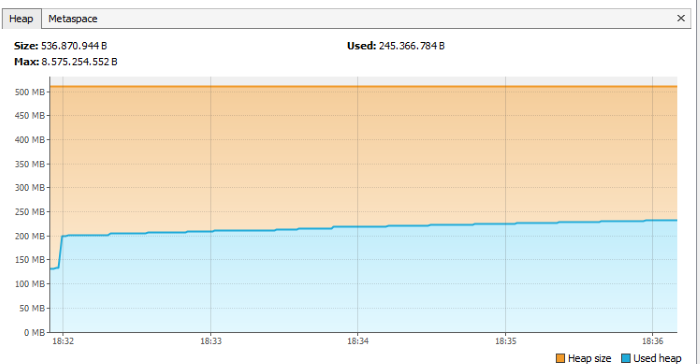 Heap Metaspace ×
Size: 536.870.944 B Used: 245.366.784 B
Max: 8.575.254.552 B
500 MB
450 MB
400 MB
350 MB
300 MB
250 MB
200 MB
150 MB
100 MB
50 MB
0 MB
18:32 18:33 18:34 18:35 18:36
Heap size Used heap